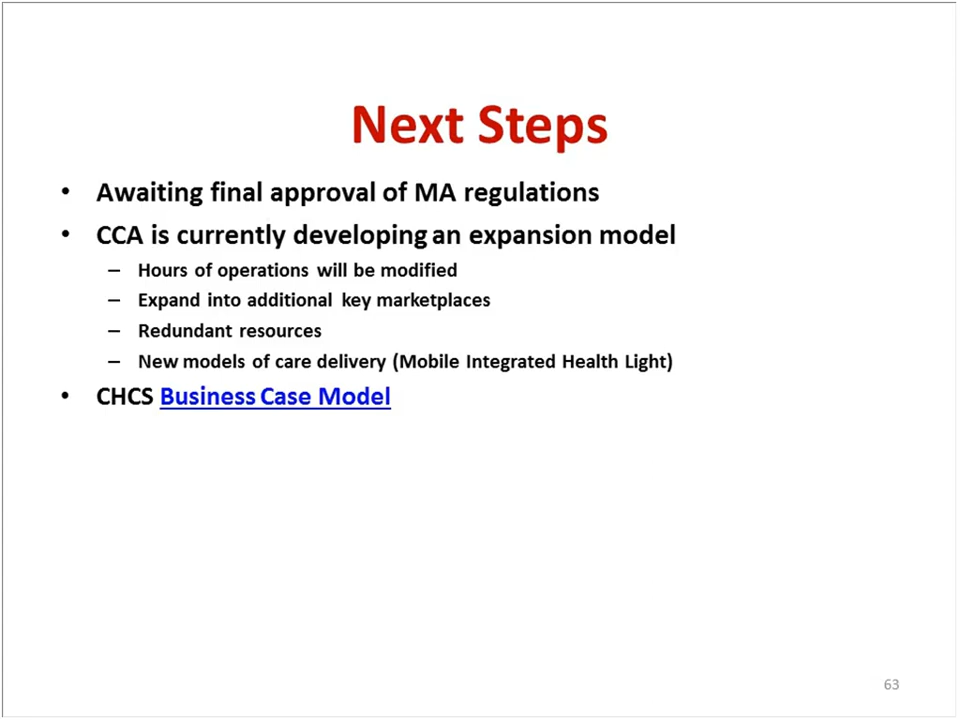 Next Steps
• Awaiting final approval of MA regulations
• CCA is currently developing an expansion model
– Hours of operations will be modified
– Expand into additional key marketplaces
– Redundant resources
– New models of care delivery (Mobile Integrated Health Light)
• CHCS Business Case Model
63